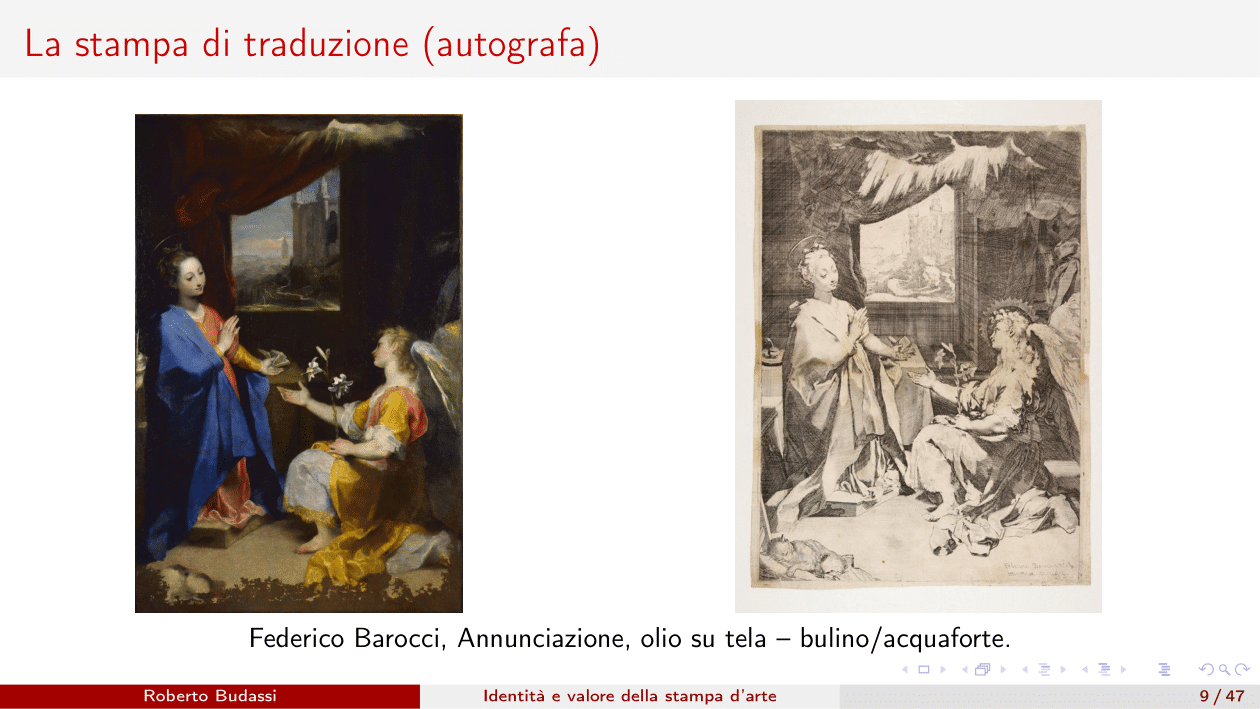 La stampa di traduzione (autografa)
Federico Barocci, Annunciazione, olio su tela – bulino/acquaforte.
Roberto Budassi
Identità e valore della stampa d'arte
9 / 47